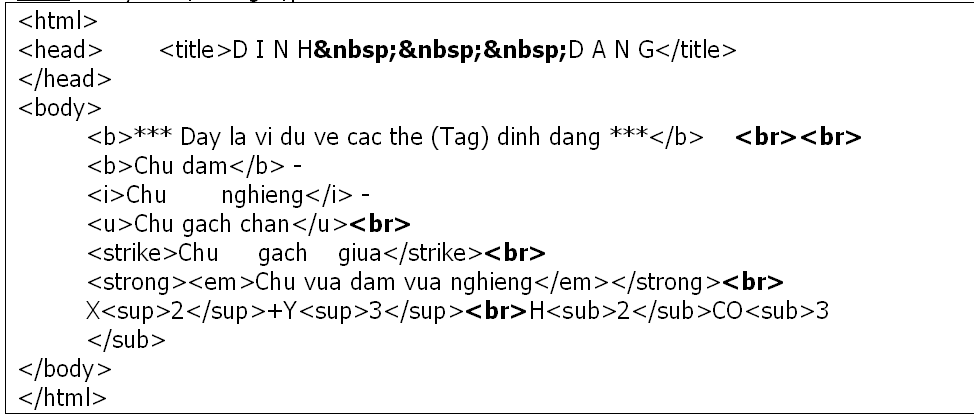 <html>
<head> <title>D I N H&nbsp;&nbsp;&nbsp;D A N G</title>
</head>
<body>
<b>*** Day la vi du ve cac the (Tag) dinh dang ***</b> <br><br>
<b>Chu dam</b> -
<i>Chu nghieng</i> -
<u>Chu gach chan</u><br>
<strike>Chu gach giua</strike><br>
<strong><em>Chu vua dam vua nghieng</em></strong><br>
X<sup>2</sup>+Y<sup>3</sup><br>H<sub>2</sub>CO<sub>3
</sub>
</body>
</html>